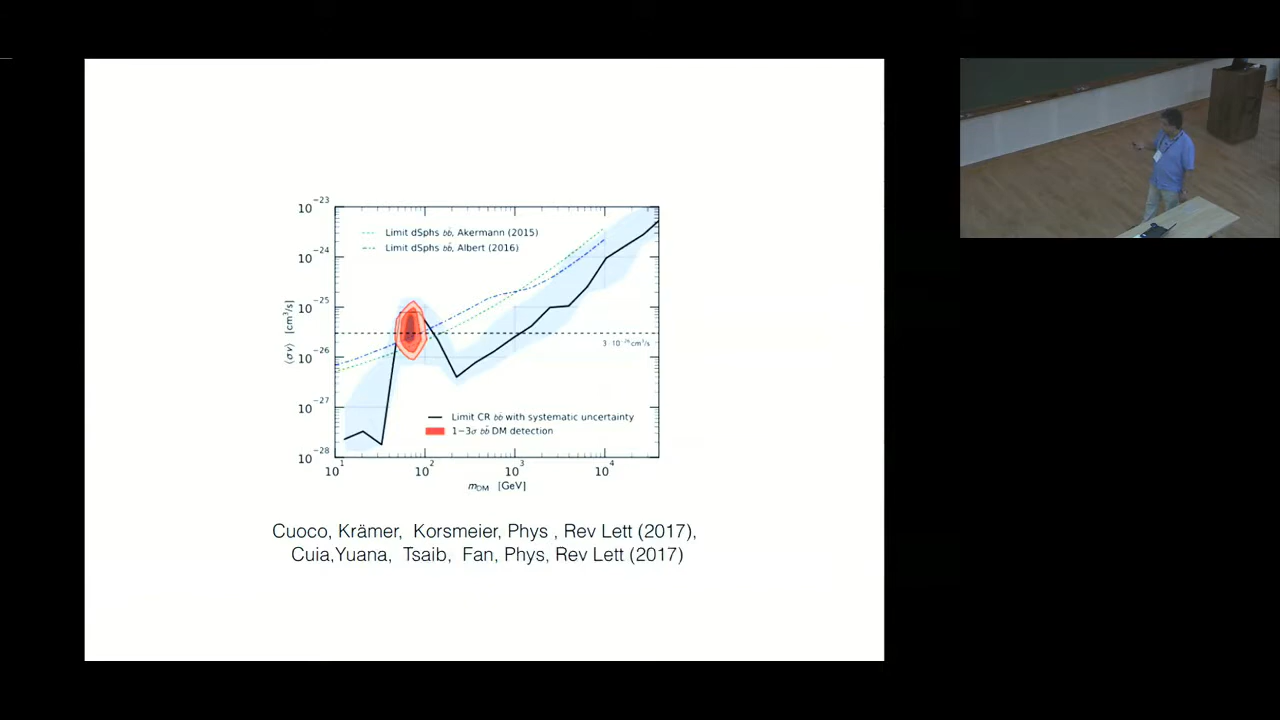 10^-23
Limit dSphs bb̄, Akermann (2015)
Limit dSphs bb̄, Albert (2016)
10^-24
10^-25
3 · 10^-26 cm³/s
10^-26
10^-27
10^-28
⟨σv⟩ [cm³/s]
Limit CR bb̄ with systematic uncertainty
1−3σ bb̄ DM detection
10^1 10^2 10^3 10^4
m_DM [GeV]
Cuoco, Krämer, Korsmeier, Phys , Rev Lett (2017),
Cuia,Yuana, Tsaib, Fan, Phys, Rev Lett (2017)